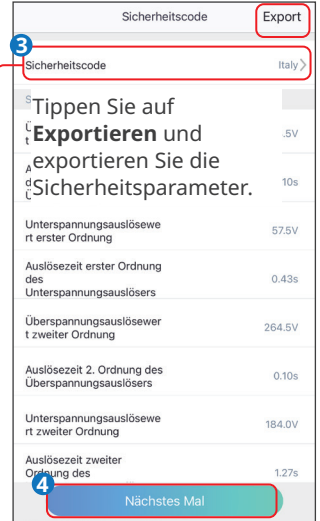 Sicherheitscode
Export
3
Sicherheitscode
Italy
Tippen Sie auf
Exportieren und
exportieren Sie die
Sicherheitsparameter.
.5V
10s
Unterspannungsauslösewe
rt erster Ordnung
57.5V
Auslösezeit erster Ordnung
des
Unterspannungsauslösers
0.43s
Überspannungsauslösewer
t zweiter Ordnung
264.5V
Auslösezeit 2. Ordnung des
Überspannungsauslösers
0.10s
Unterspannungsauslösewe
rt zweiter Ordnung
184.0V
Auslösezeit zweiter
Ordnung des
1.27s
4
Nächstes Mal